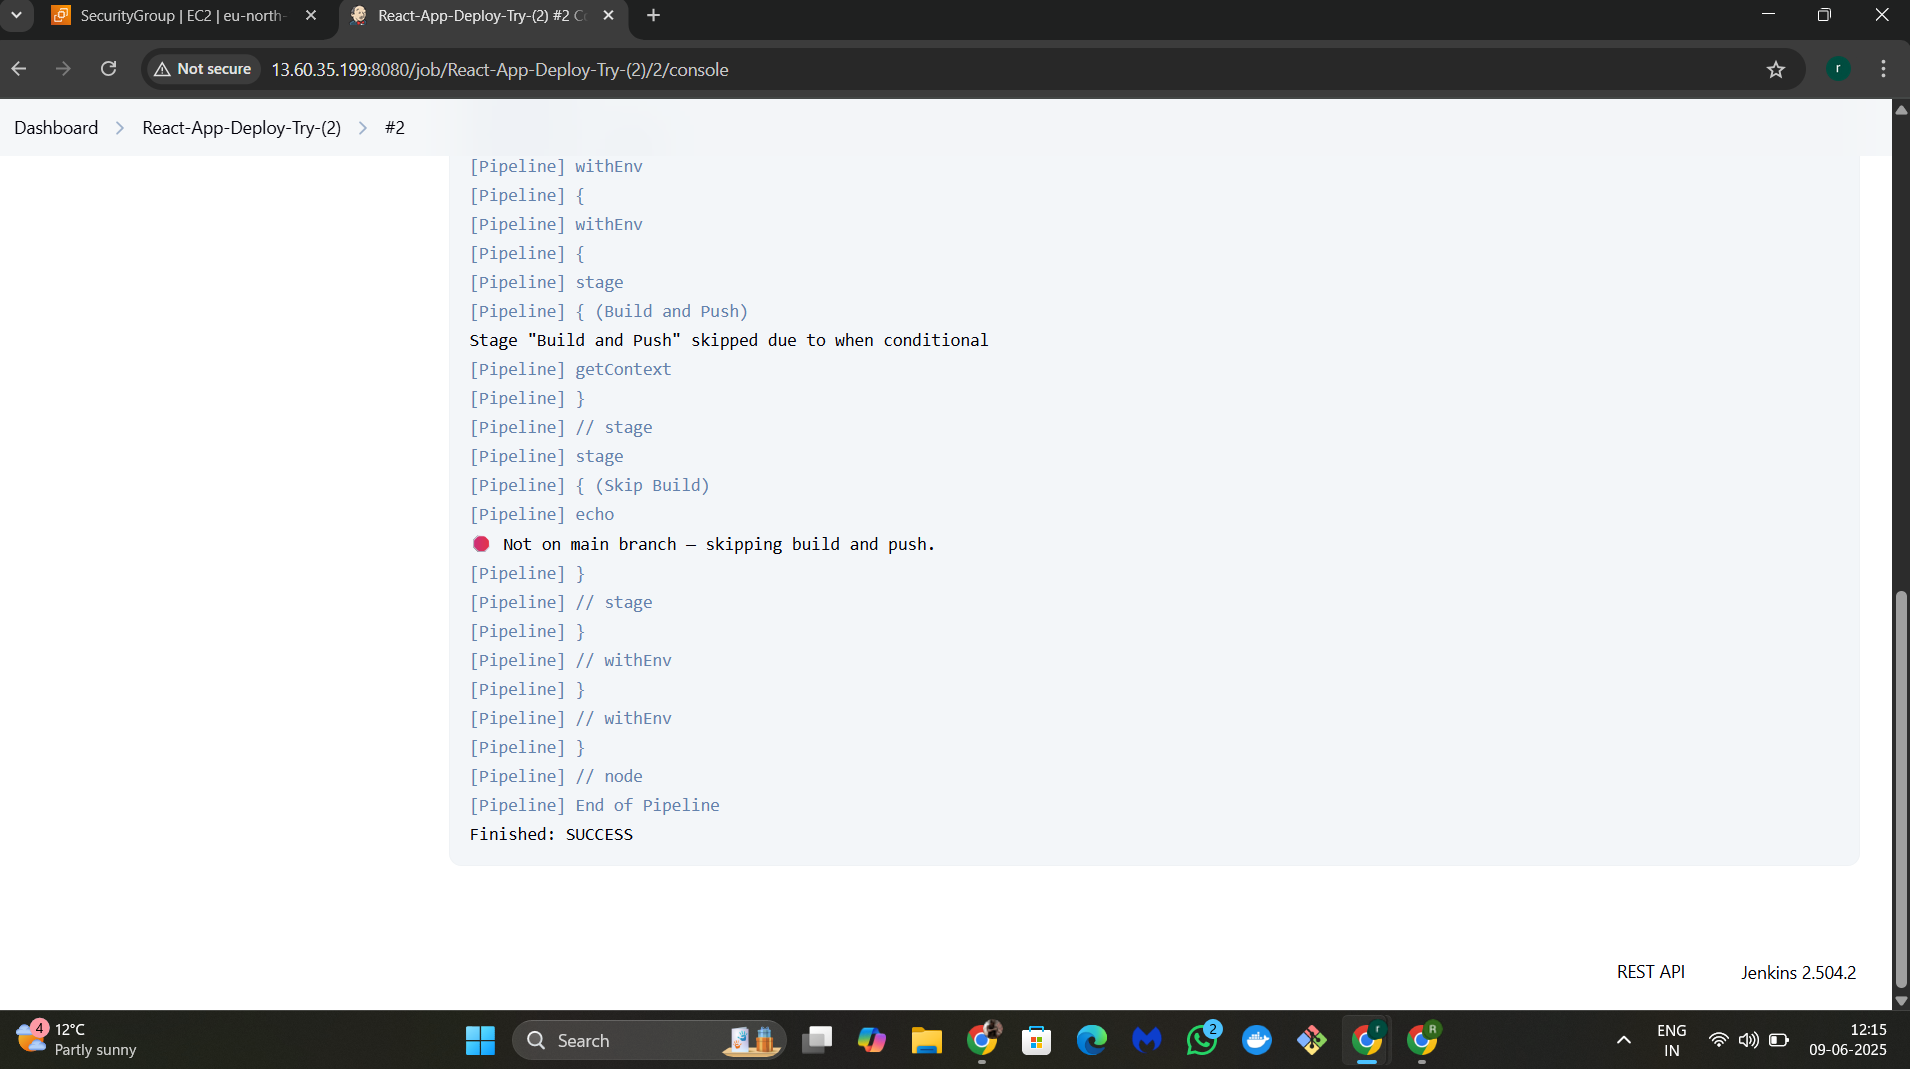 SecurityGroup | EC2 | eu-north-
React-App-Deploy-Try-(2) #2 Co
Not secure
13.60.35.199:8080/job/React-App-Deploy-Try-(2)/2/console
r
Dashboard > React-App-Deploy-Try-(2) > #2
[Pipeline] withEnv
[Pipeline] {
[Pipeline] withEnv
[Pipeline] {
[Pipeline] stage
[Pipeline] { (Build and Push)
Stage "Build and Push" skipped due to when conditional
[Pipeline] getContext
[Pipeline] }
[Pipeline] // stage
[Pipeline] stage
[Pipeline] { (Skip Build)
[Pipeline] echo
Not on main branch — skipping build and push.
[Pipeline] }
[Pipeline] // stage
[Pipeline] }
[Pipeline] // withEnv
[Pipeline] }
[Pipeline] // withEnv
[Pipeline] }
[Pipeline] // node
[Pipeline] End of Pipeline
Finished: SUCCESS
REST API
Jenkins 2.504.2
4
12°C
Partly sunny
Search
2
r
R
ENG
IN
12:15
09-06-2025